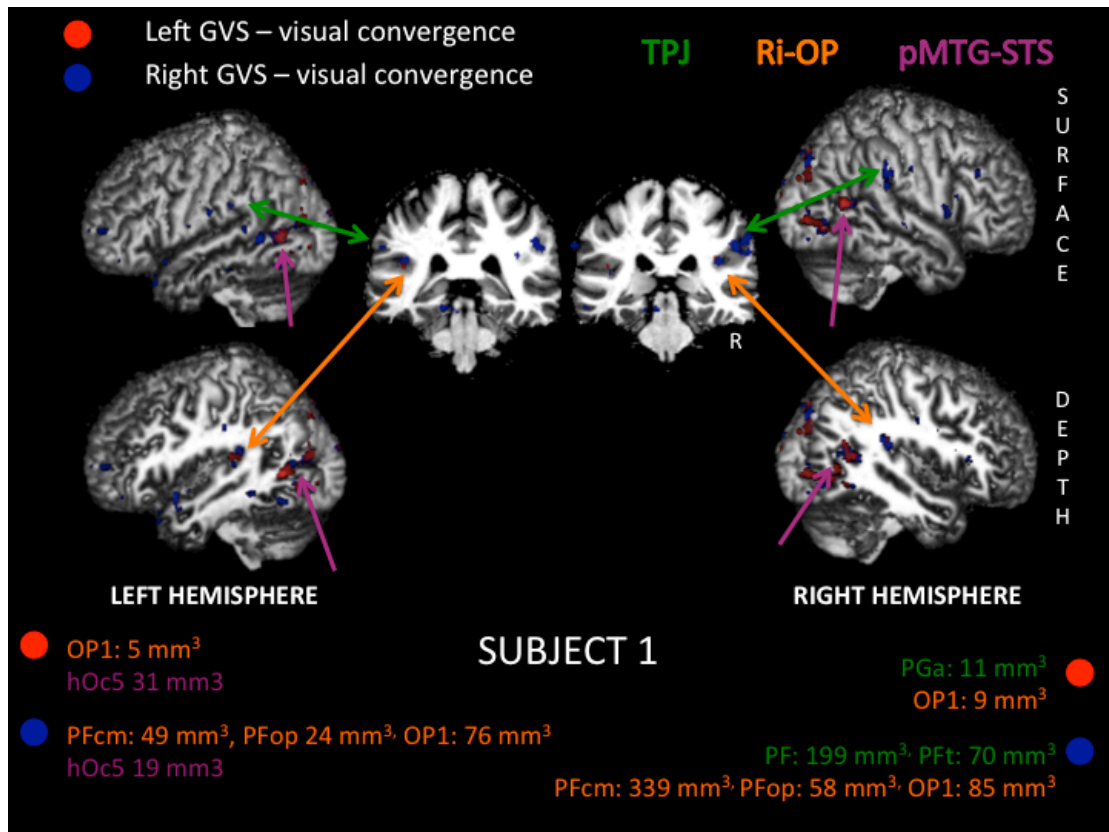 Left GVS – visual convergence
Right GVS – visual convergence
TPJ Ri-OP pMTG-STS
SURFACE
R
DEPTH
LEFT HEMISPHERE
RIGHT HEMISPHERE
SUBJECT 1
OP1: 5 mm³
hOc5 31 mm3
PFcm: 49 mm³, PFop 24 mm³, OP1: 76 mm³
hOc5 19 mm3
PGa: 11 mm³
OP1: 9 mm³
PF: 199 mm³, PFt: 70 mm³
PFcm: 339 mm³, PFop: 58 mm³, OP1: 85 mm³